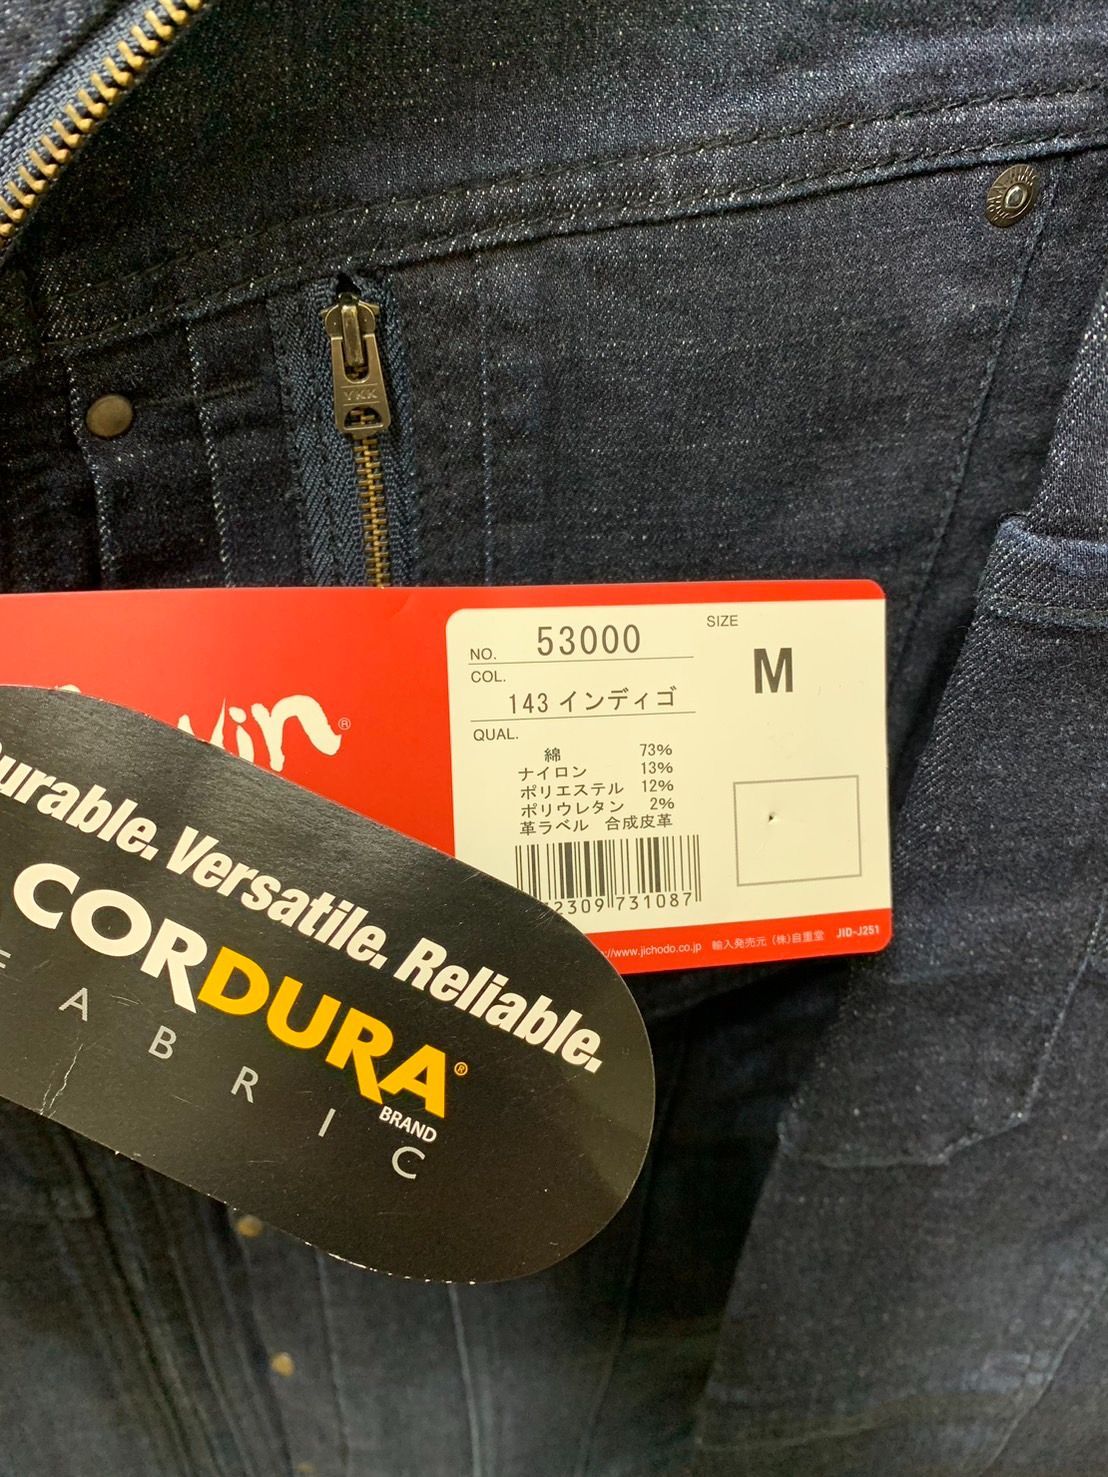 YKK
NO. 53000
SIZE
M
COL.
143 インディゴ
QUAL.
綿 73%
ナイロン 13%
ポリエステル 12%
ポリウレタン 2%
革ラベル 合成皮革
2309 731087
://www.jichodo.co.jp 輸入発売元 (株)自重堂 JID-J251
Versatile. Reliable.
CORDURA®
BRAND
FABRIC